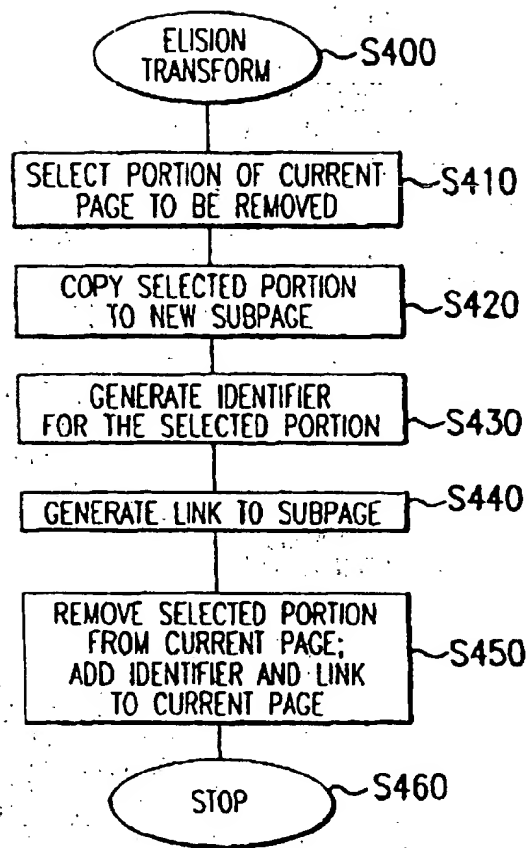 ELISION
TRANSFORM
S400
SELECT PORTION OF CURRENT
PAGE TO BE REMOVED
S410
COPY SELECTED PORTION
TO NEW SUBPAGE
S420
GENERATE IDENTIFIER
FOR THE SELECTED PORTION
S430
GENERATE LINK TO SUBPAGE
S440
REMOVE SELECTED PORTION
FROM CURRENT PAGE;
ADD IDENTIFIER AND LINK
TO CURRENT PAGE
S450
STOP
S460